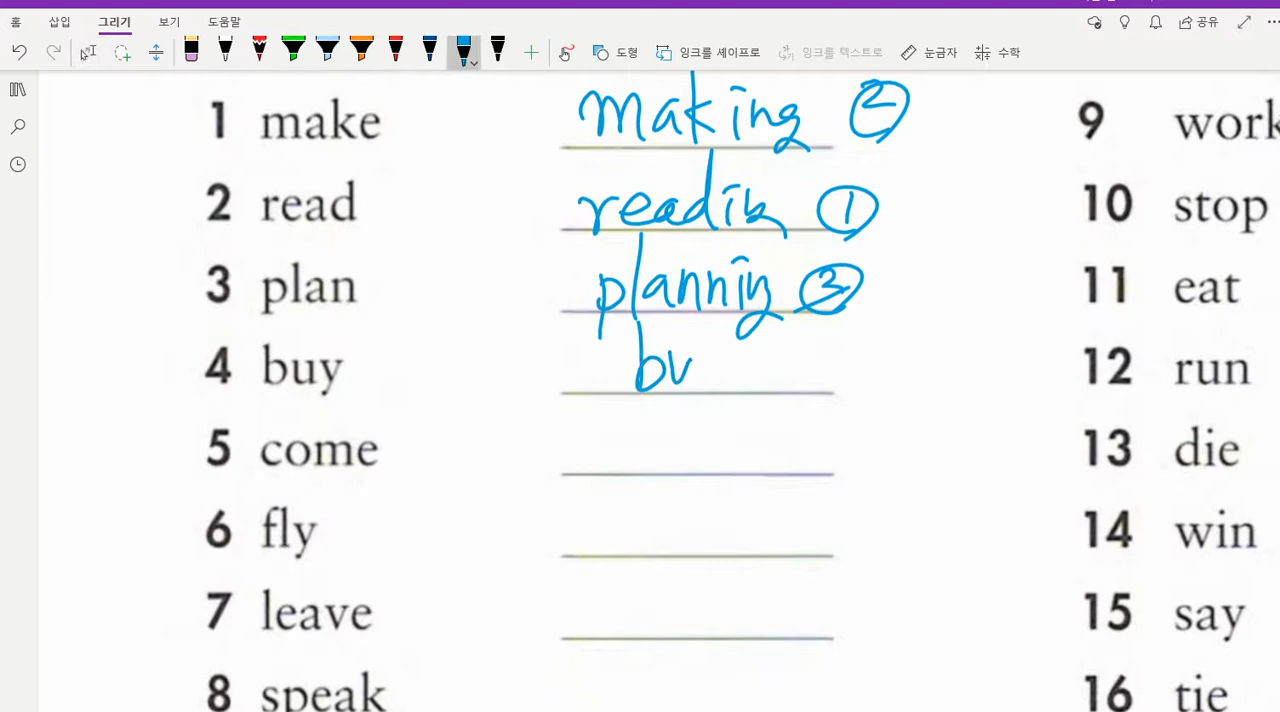 홈 삽입 그리기 보기 도움말 공유
도형 잉크를 셰이프로 잉크를 텍스트로 눈금자 수학
1 make making ② 9 work
2 read readin ① 10 stop
3 plan plannig ③ 11 eat
4 buy bu 12 run
5 come 13 die
6 fly 14 win
7 leave 15 say
8 speak 16 tie